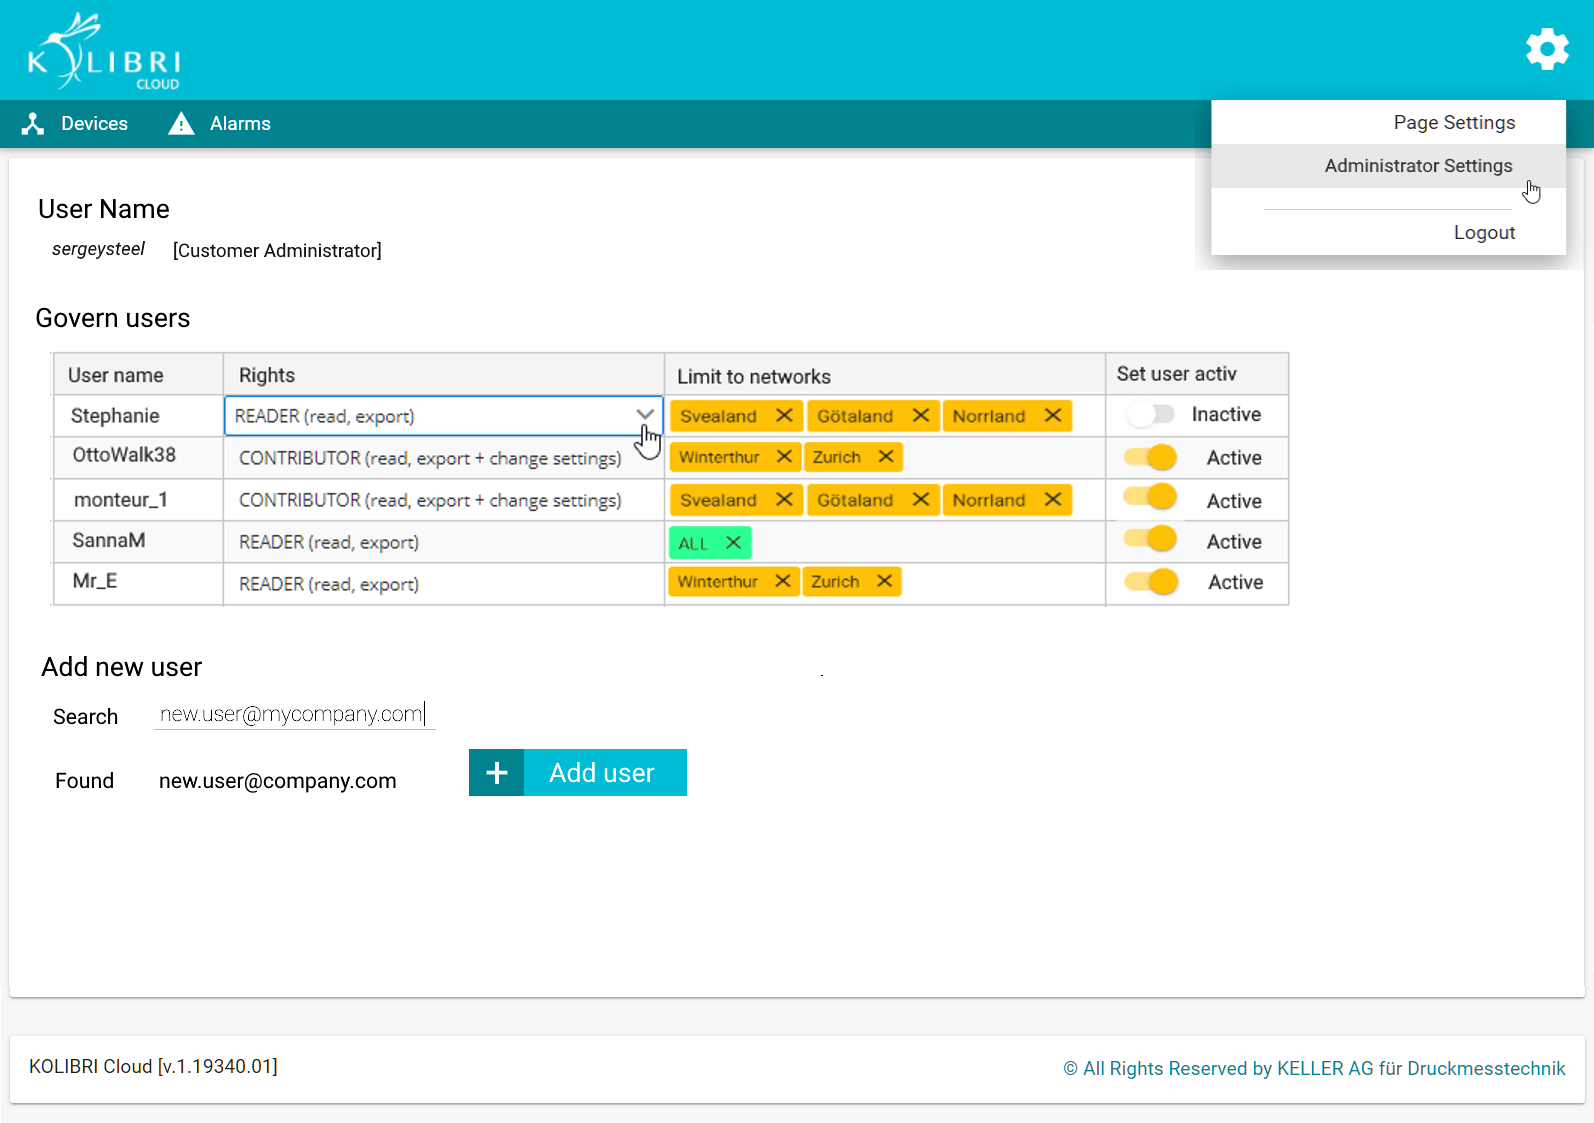 KOLIBRI
CLOUD
Devices
Alarms
Page Settings
Administrator Settings
Logout
User Name
sergeysteel [Customer Administrator]
Govern users
User name Rights Limit to networks Set user activ
Stephanie READER (read, export) Svealand Götaland Norrland Inactive
OttoWalk38 CONTRIBUTOR (read, export + change settings) Winterthur Zurich Active
monteur_1 CONTRIBUTOR (read, export + change settings) Svealand Götaland Norrland Active
SannaM READER (read, export) ALL Active
Mr_E READER (read, export) Winterthur Zurich Active
Add new user
Search new.user@mycompany.com
Found new.user@company.com + Add user
KOLIBRI Cloud [v.1.19340.01]
© All Rights Reserved by KELLER AG für Druckmesstechnik